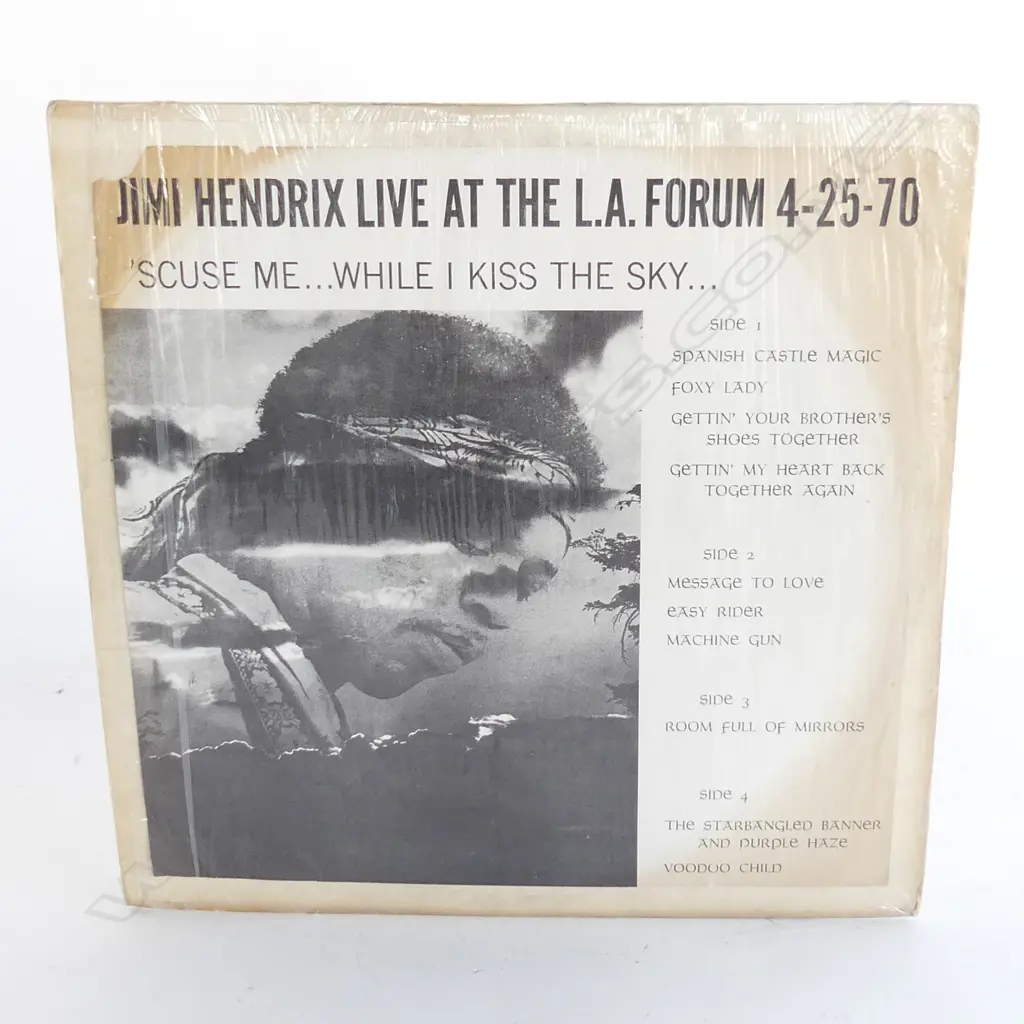 JIMI HENDRIX LIVE AT THE L.A. FORUM 4-25-70
'SCUSE ME...WHILE I KISS THE SKY...
SIDE 1
SPANISH CASTLE MAGIC
FOXY LADY
GETTIN' YOUR BROTHER'S
SHOES TOGETHER
GETTIN' MY HEART BACK
TOGETHER AGAIN
SIDE 2
MESSAGE TO LOVE
EASY RIDER
MACHINE GUN
SIDE 3
ROOM FULL OF MIRRORS
SIDE 4
THE STARBANGLED BANNER
AND PURPLE HAZE
VOODOO CHILD